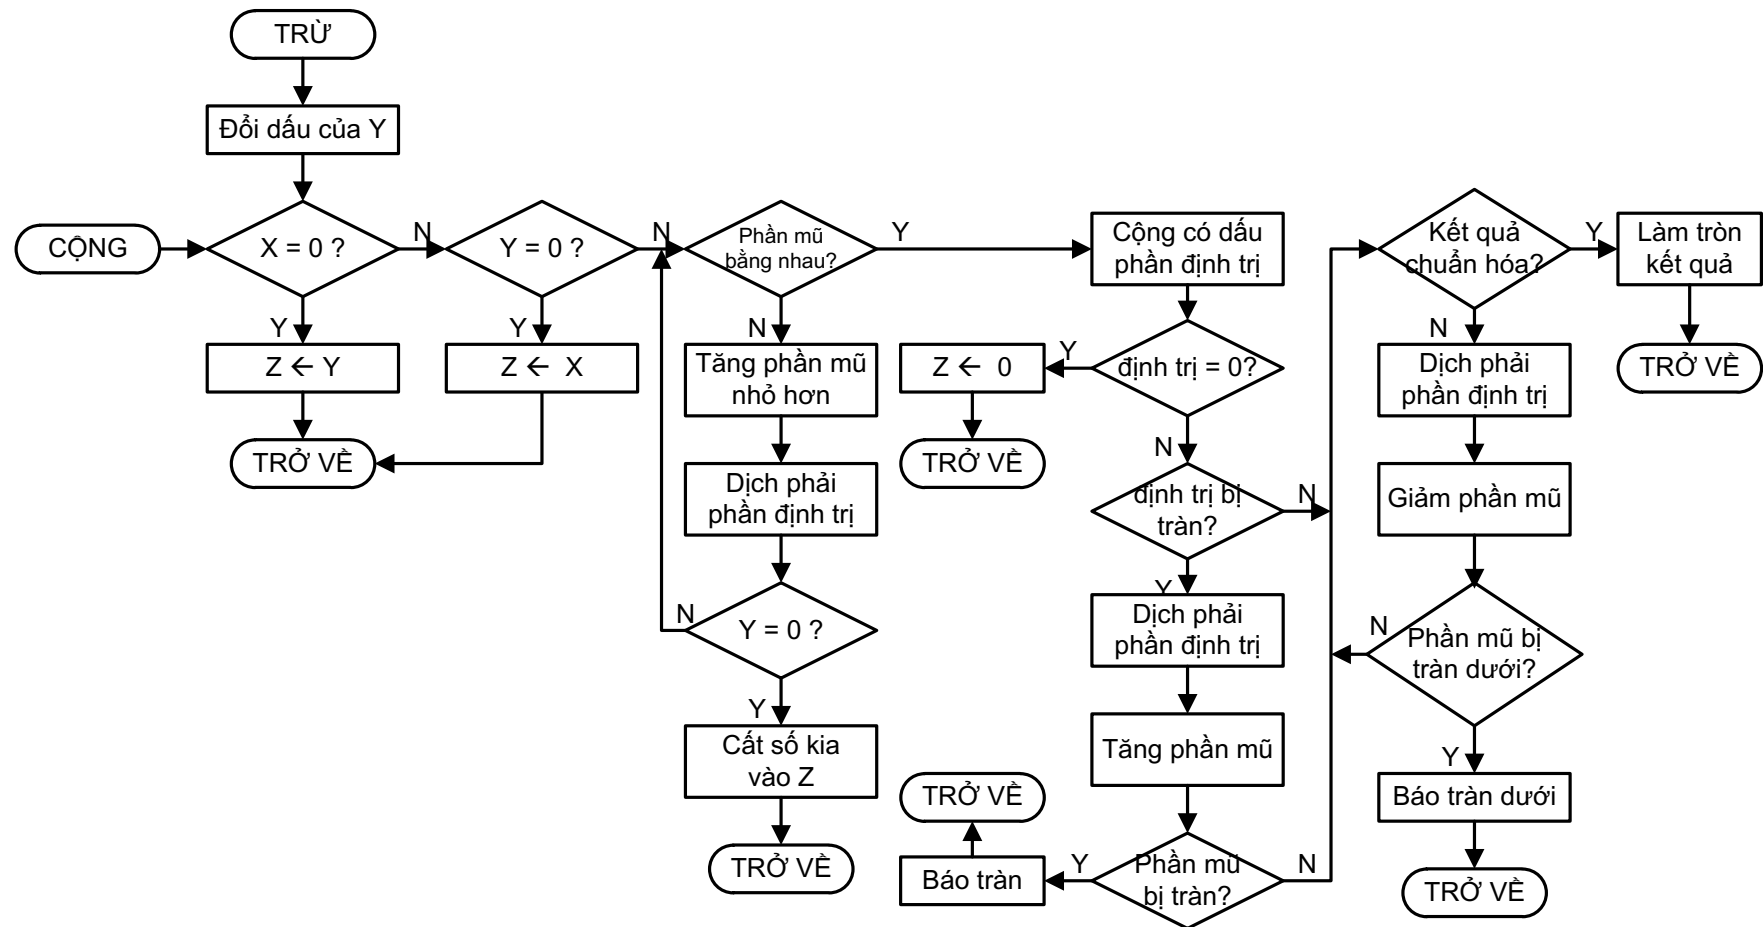 TRỪ
Đổi dấu của Y
CỘNG
X = 0 ?
N
Y = 0 ?
N
Phần mũ
bằng nhau?
Y
Cộng có dấu
phần định trị
Kết quả
chuẩn hóa?
Y
Làm tròn
kết quả
Y
Z ← Y
Y
Z ← X
TRỞ VỀ
N
Tăng phần mũ
nhỏ hơn
Dịch phải
phần định trị
N
Y = 0 ?
Y
Cất số kia
vào Z
TRỞ VỀ
Z ← 0
Y
định trị = 0?
TRỞ VỀ
N
định trị bị
tràn?
N
Y
Dịch phải
phần định trị
Tăng phần mũ
TRỞ VỀ
Báo tràn
Y
Phần mũ
bị tràn?
N
N
Dịch phải
phần định trị
TRỞ VỀ
Giảm phần mũ
N
Phần mũ bị
tràn dưới?
Y
Báo tràn dưới
TRỞ VỀ